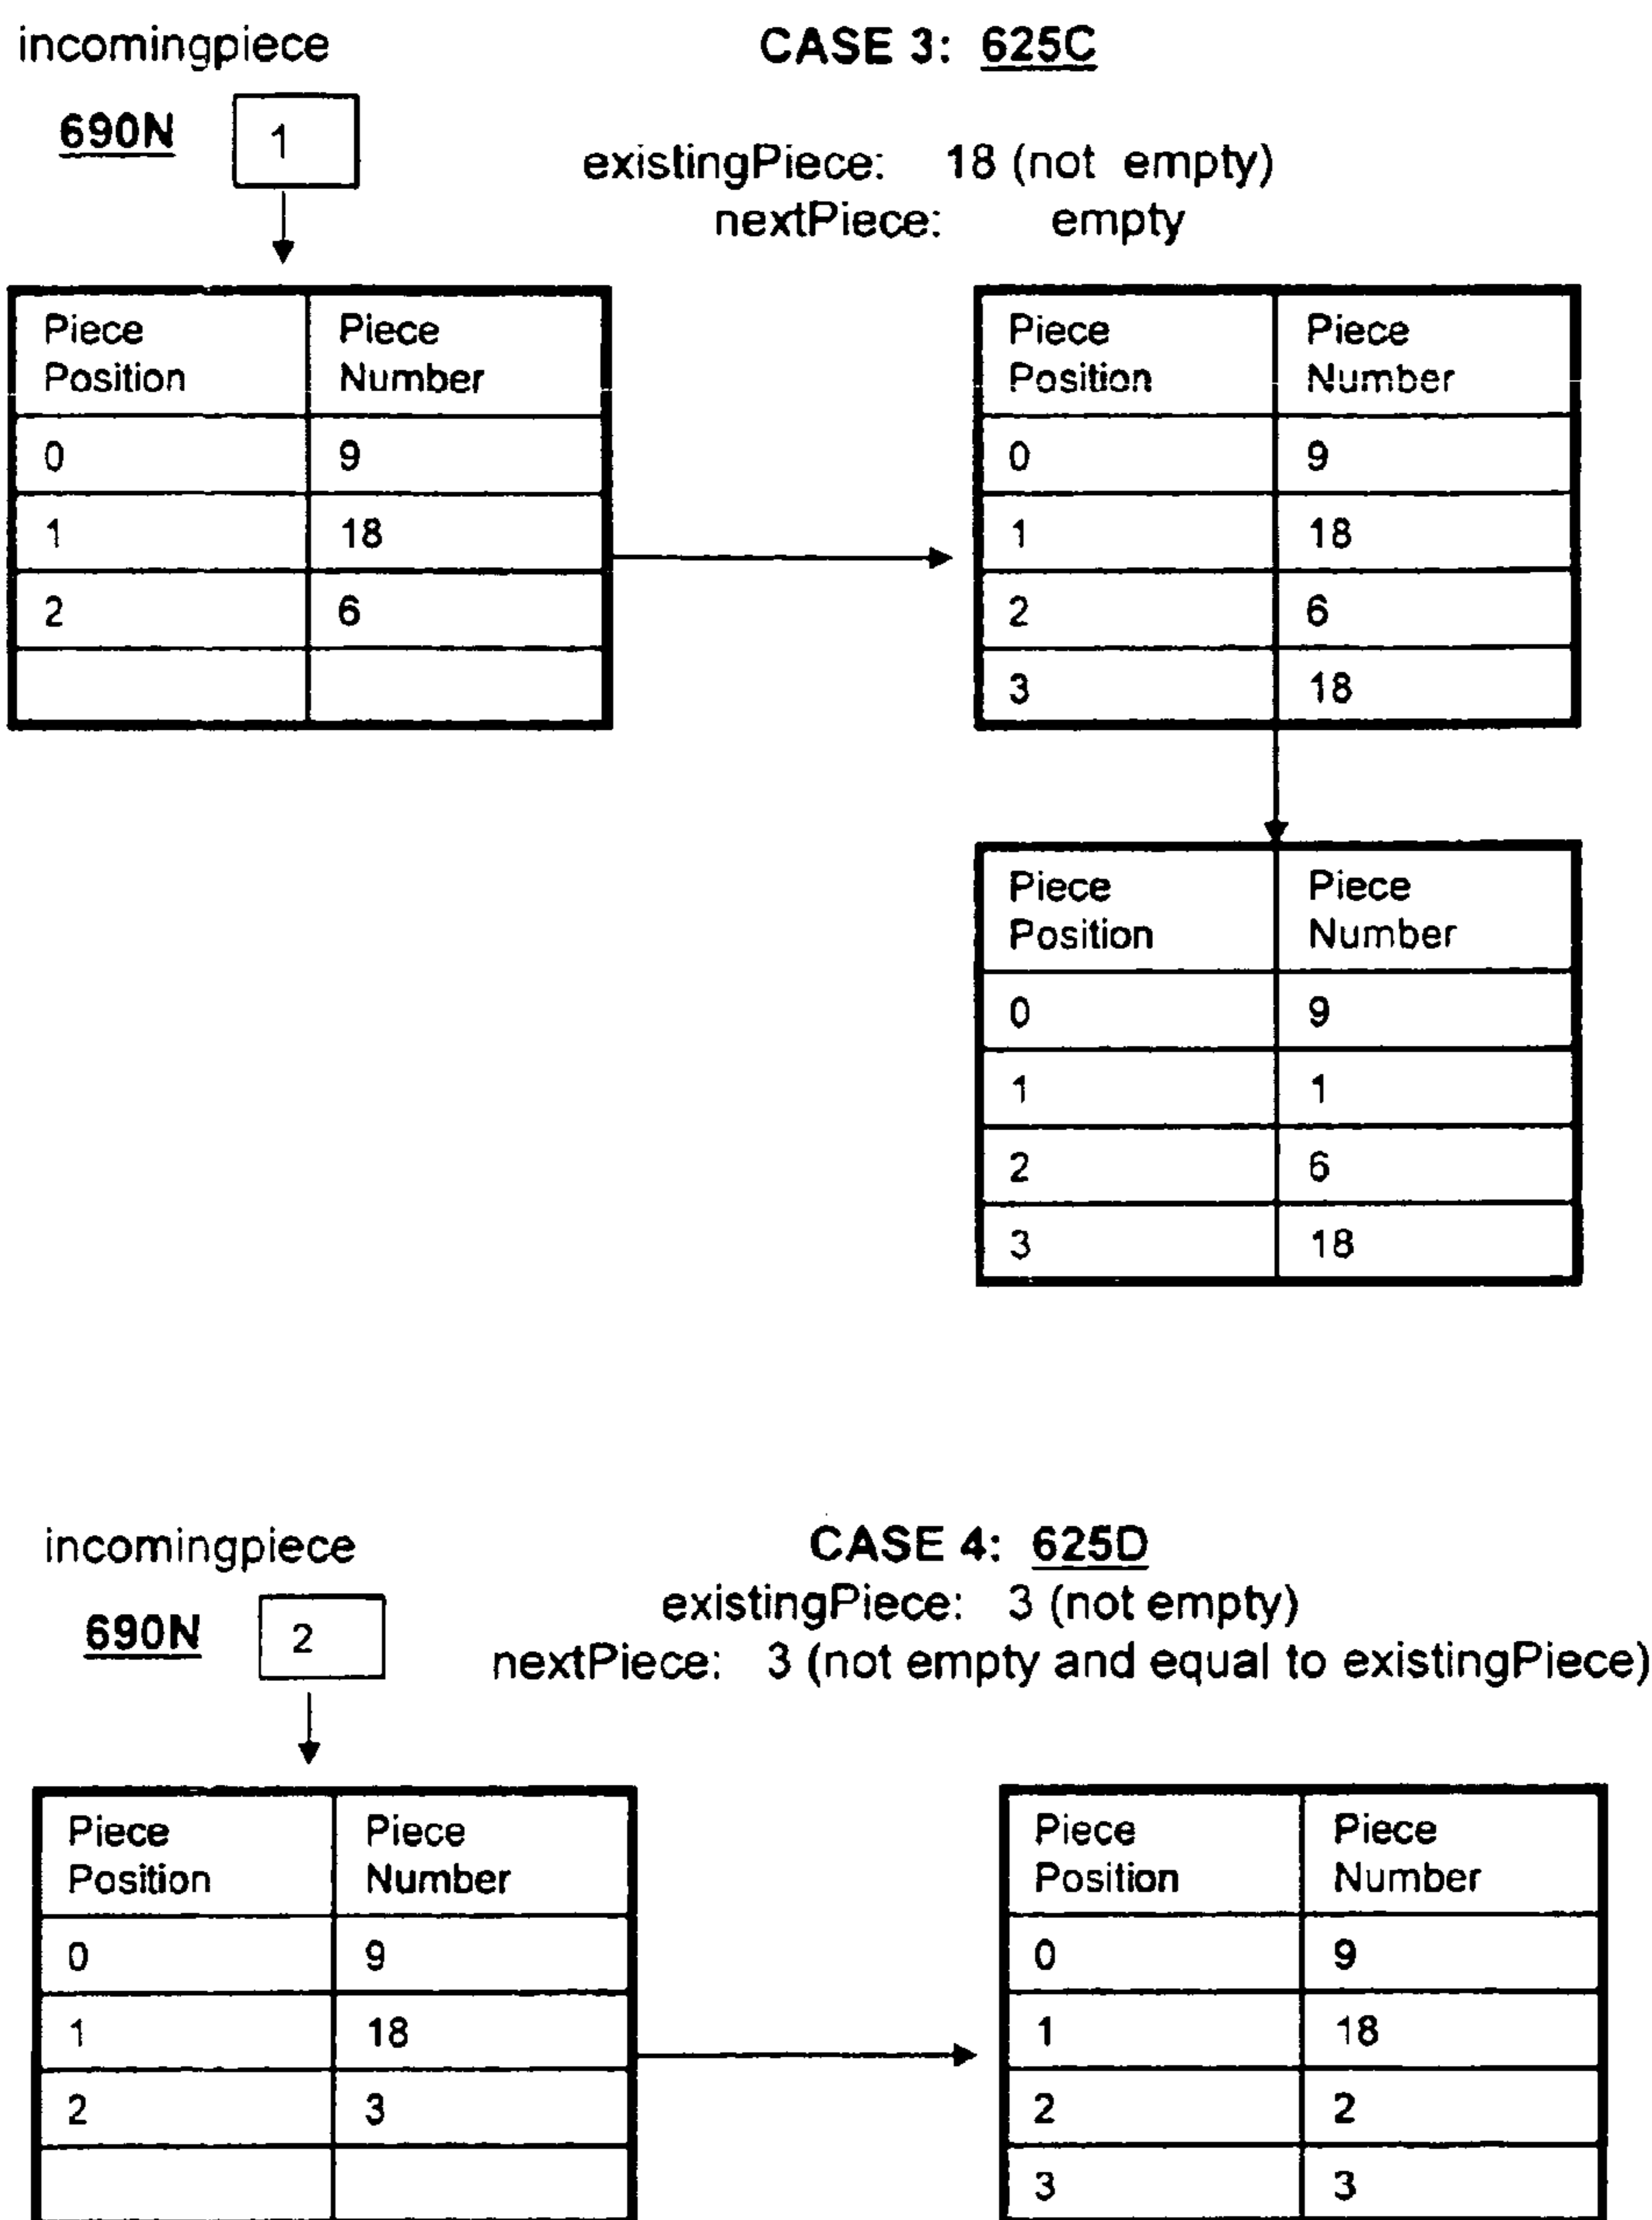 incomingpiece
CASE 3: 625C
690N 1
existingPiece: 18 (not empty)
nextPiece: empty
Piece Position Piece Number
0 9
1 18
2 6
Piece Position Piece Number
0 9
1 18
2 6
3 18
Piece Position Piece Number
0 9
1 1
2 6
3 18
incomingpiece
CASE 4: 625D
690N 2
existingPiece: 3 (not empty)
nextPiece: 3 (not empty and equal to existingPiece)
Piece Position Piece Number
0 9
1 18
2 3
Piece Position Piece Number
0 9
1 18
2 2
3 3